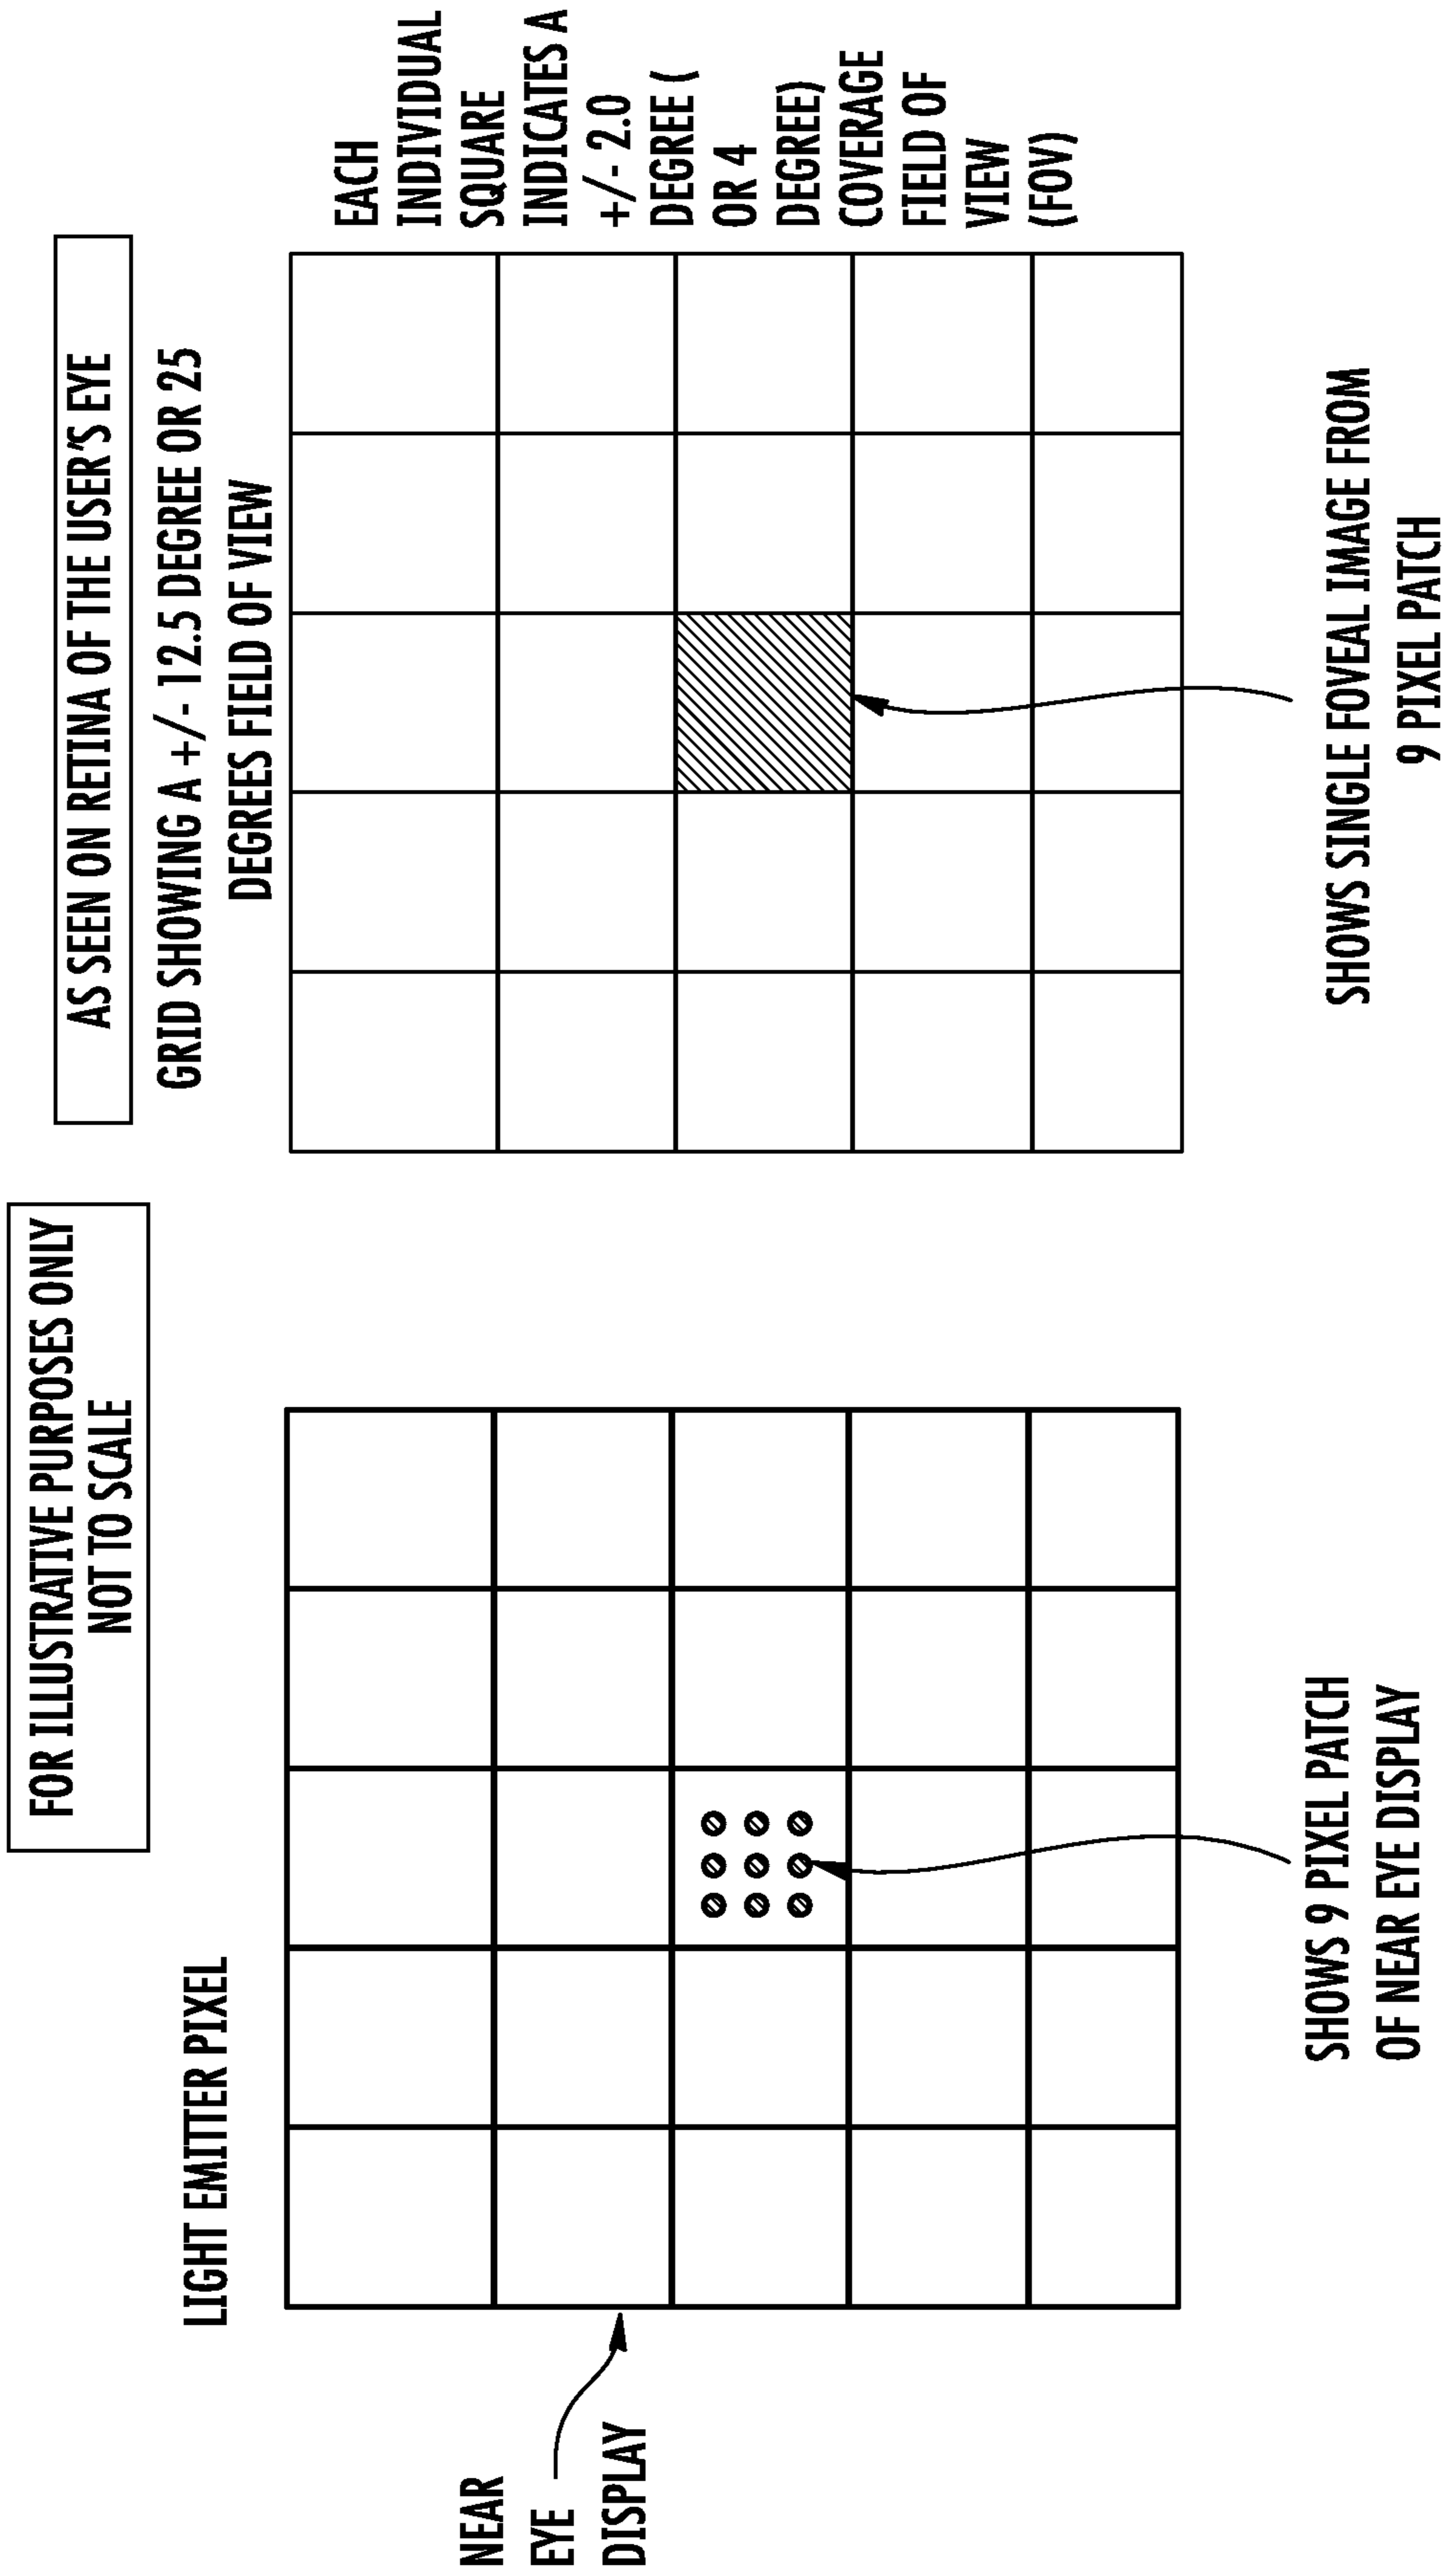 FOR ILLUSTRATIVE PURPOSES ONLY
NOT TO SCALE
LIGHT EMITTER PIXEL
NEAR
EYE
DISPLAY
SHOWS 9 PIXEL PATCH
OF NEAR EYE DISPLAY
AS SEEN ON RETINA OF THE USER'S EYE
GRID SHOWING A +/- 12.5 DEGREE OR 25
DEGREES FIELD OF VIEW
EACH
INDIVIDUAL
SQUARE
INDICATES A
+/- 2.0
DEGREE (
OR 4
DEGREE)
COVERAGE
FIELD OF
VIEW
(FOV)
SHOWS SINGLE FOVEAL IMAGE FROM
9 PIXEL PATCH